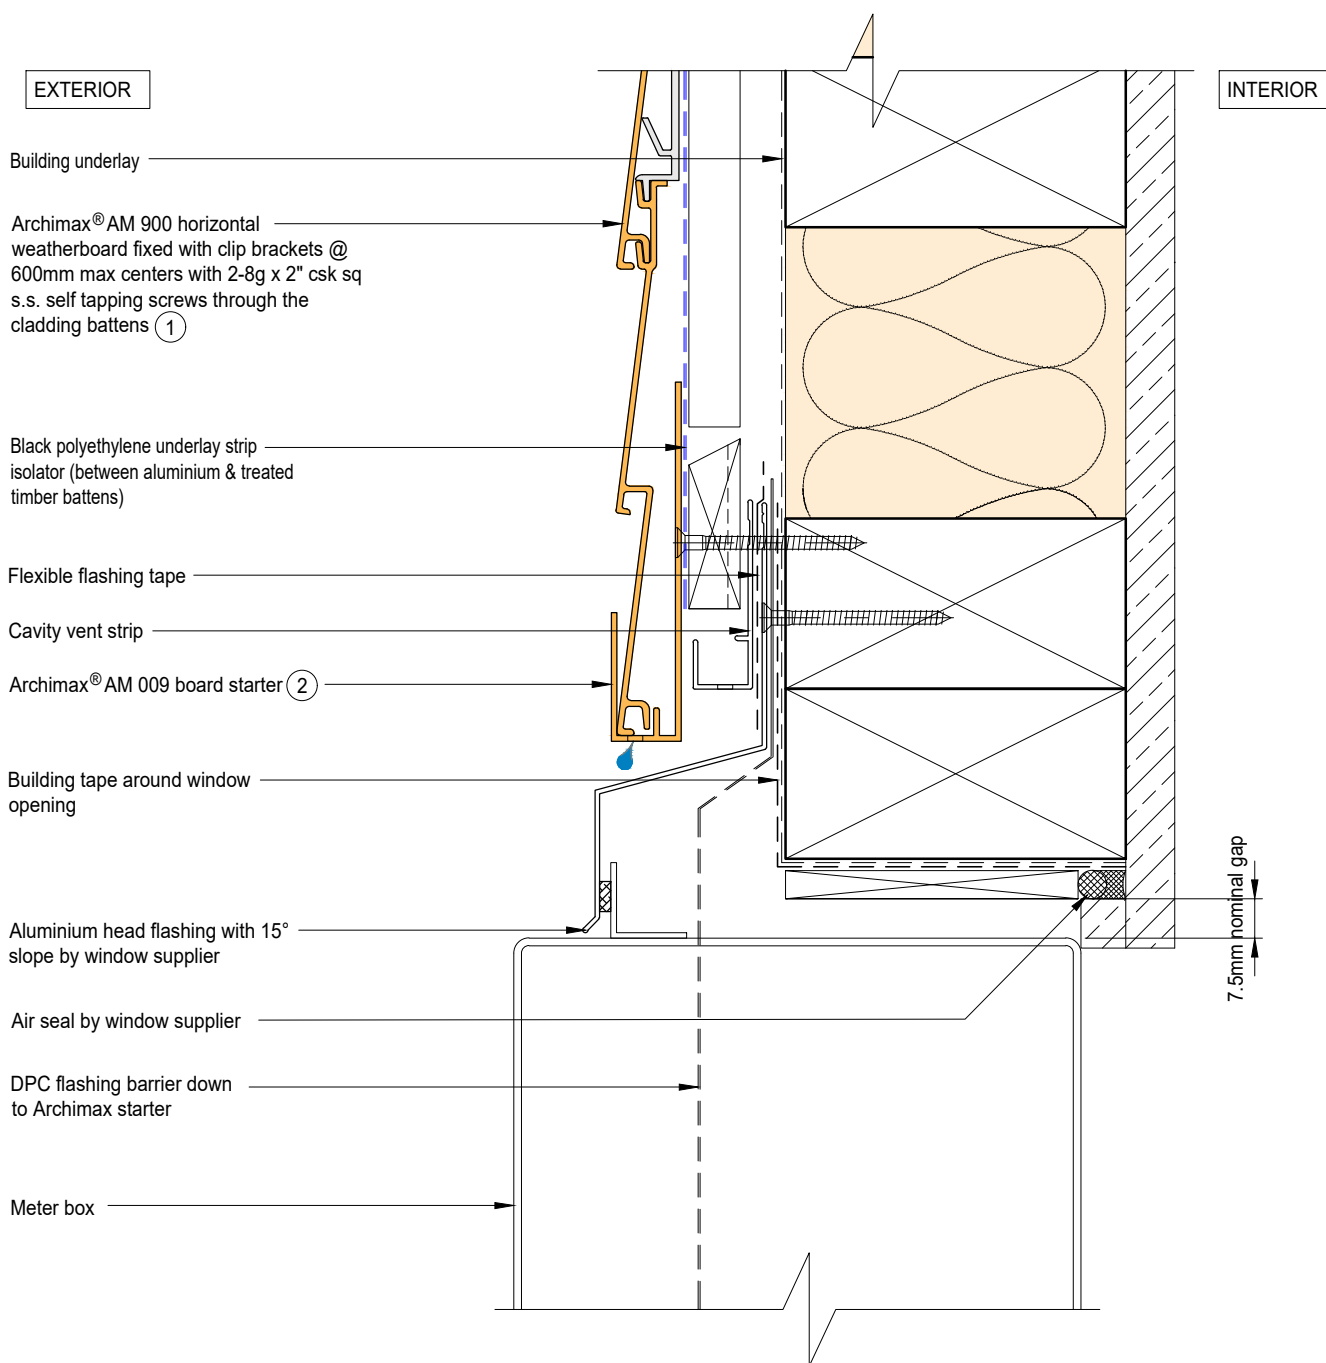 EXTERIOR
INTERIOR
Building underlay
Archimax® AM 900 horizontal
weatherboard fixed with clip brackets @
600mm max centers with 2-8g x 2" csk sq
s.s. self tapping screws through the
cladding battens 1
Black polyethylene underlay strip
isolator (between aluminium & treated
timber battens)
Flexible flashing tape
Cavity vent strip
Archimax® AM 009 board starter 2
Building tape around window
opening
7.5mm nominal gap
Aluminium head flashing with 15°
slope by window supplier
Air seal by window supplier
DPC flashing barrier down
to Archimax starter
Meter box